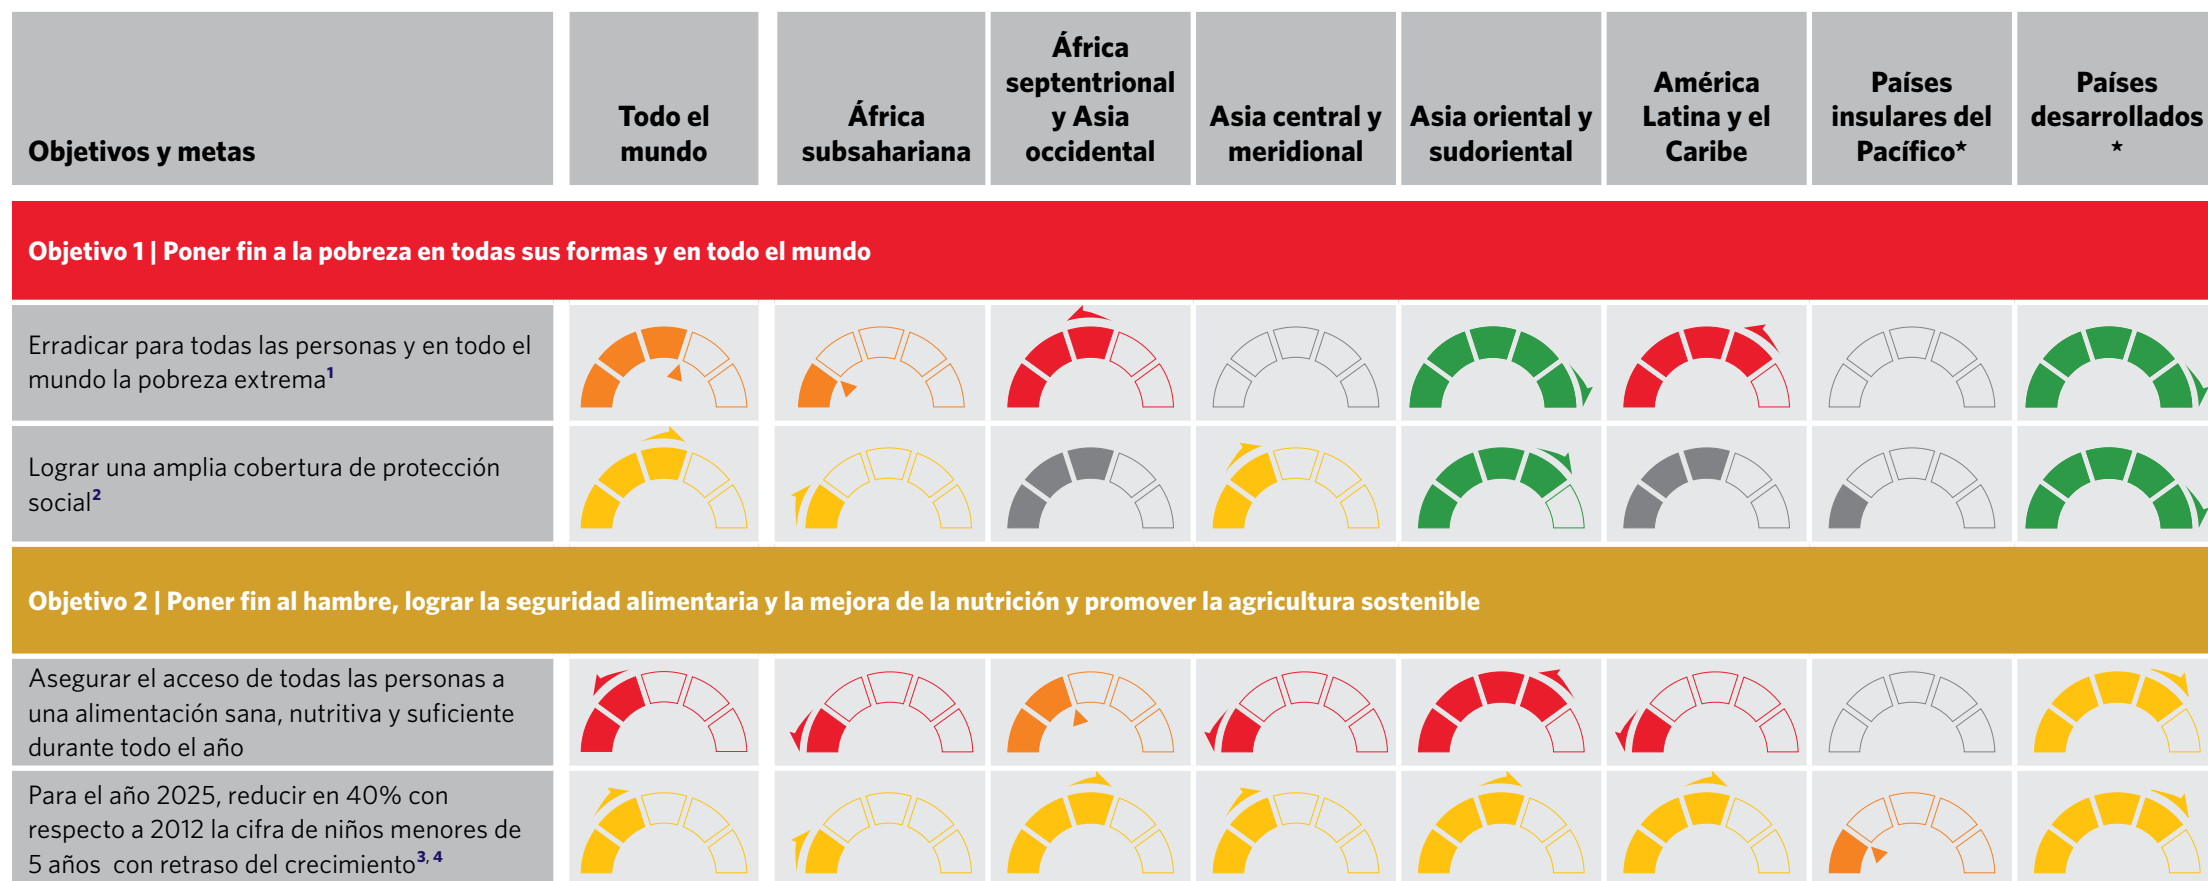 Objetivos y metas
Todo el
mundo
África
subsahariana
África
septentrional
y Asia
occidental
Asia central y
meridional
Asia oriental y
sudoriental
América
Latina y el
Caribe
Países
insulares del
Pacífico*
Países
desarrollados
*
Objetivo 1 | Poner fin a la pobreza en todas sus formas y en todo el mundo
Erradicar para todas las personas y en todo el
mundo la pobreza extrema1
Lograr una amplia cobertura de protección
social2
Objetivo 2 | Poner fin al hambre, lograr la seguridad alimentaria y la mejora de la nutrición y promover la agricultura sostenible
Asegurar el acceso de todas las personas a
una alimentación sana, nutritiva y suficiente
durante todo el año
Para el año 2025, reducir en 40% con
respecto a 2012 la cifra de niños menores de
5 años con retraso del crecimiento3, 4